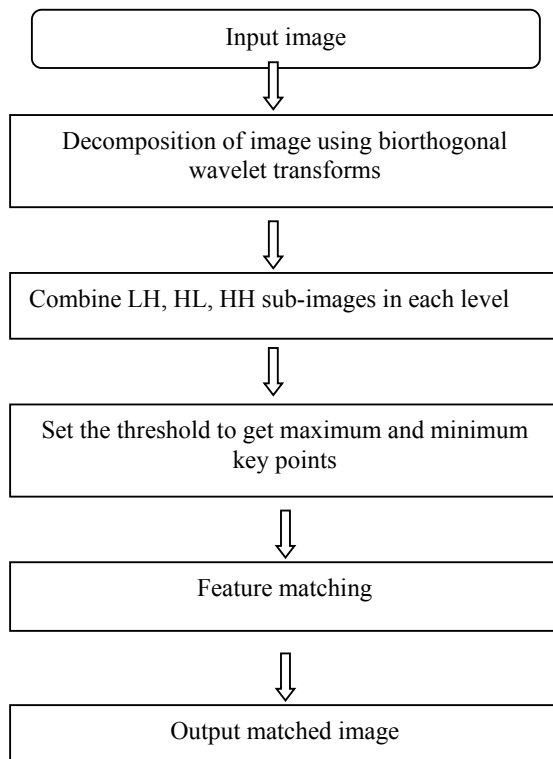 Input image
Decomposition of image using biorthogonal
wavelet transforms
Combine LH, HL, HH sub-images in each level
Set the threshold to get maximum and minimum
key points
Feature matching
Output matched image